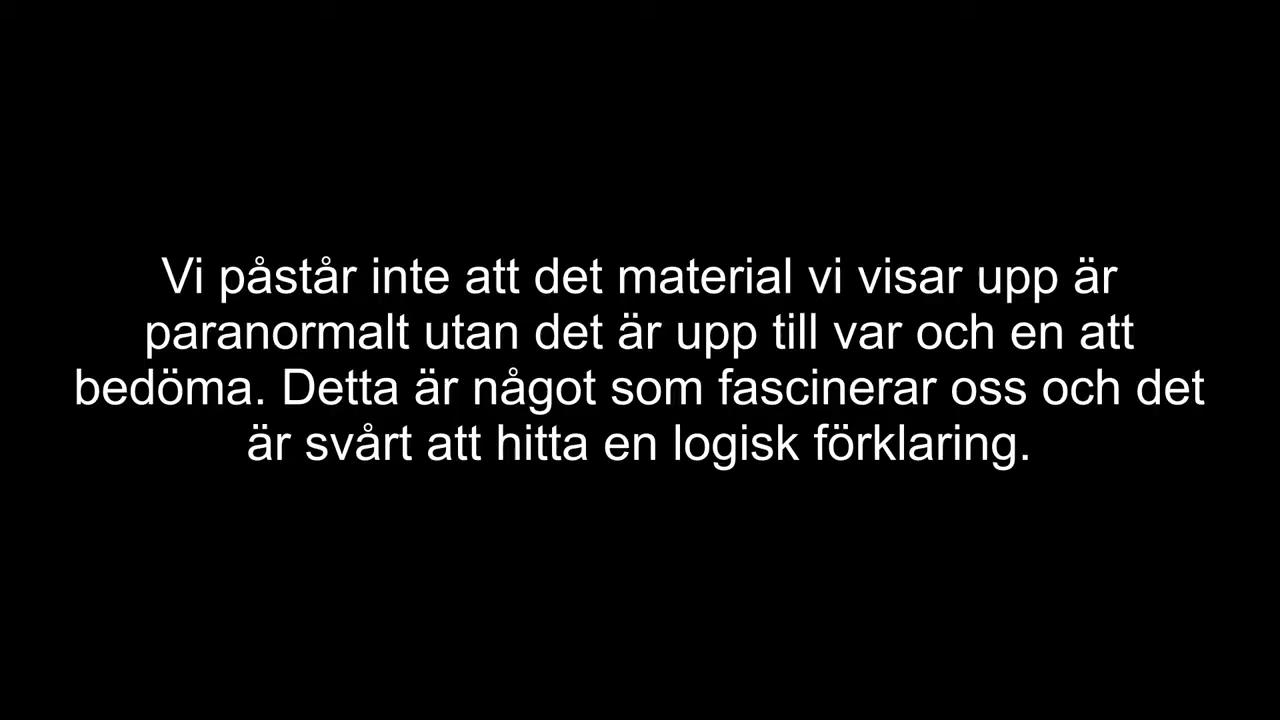 Vi påstår inte att det material vi visar upp är
paranormalt utan det är upp till var och en att
bedöma. Detta är något som fascinerar oss och det
är svårt att hitta en logisk förklaring.